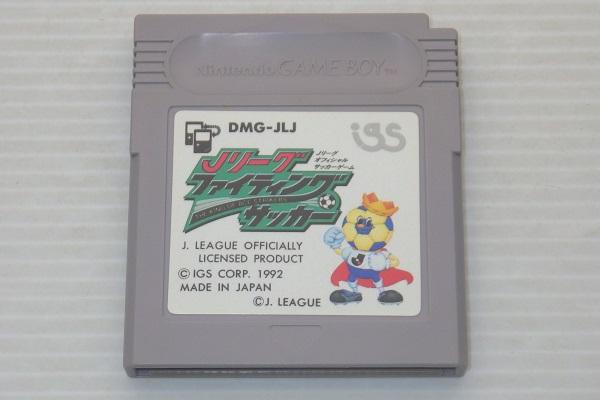 Nintendo GAME BOY TM
DMG-JLJ
igs
Jリーグ
オフィシャル
サッカーゲーム
Jリーグ
ファイティング
THE KING OF ACE STRIKERS
サッカー
J. LEAGUE OFFICIALLY
LICENSED PRODUCT
©IGS CORP. 1992
MADE IN JAPAN
©J. LEAGUE
J